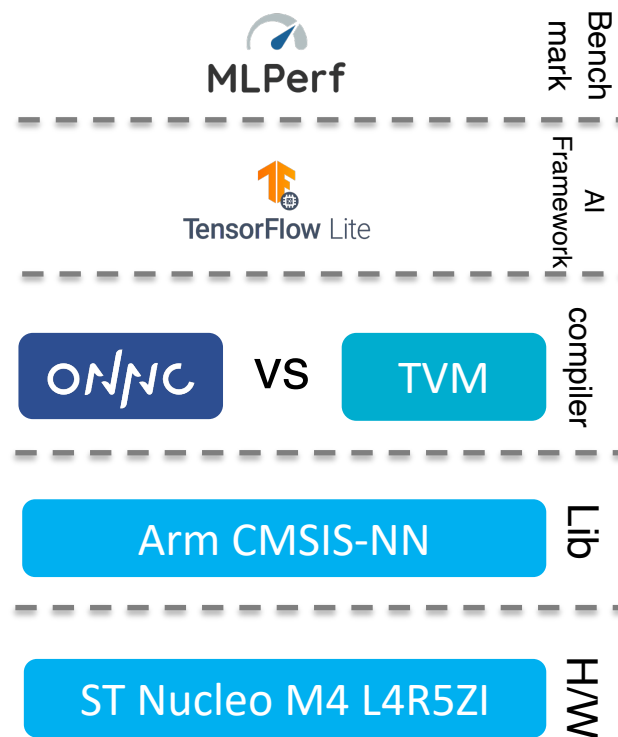 MLPerf
Bench
mark
TensorFlow Lite
AI
Framework
ONNC
vs
TVM
compiler
Arm CMSIS-NN
Lib
ST Nucleo M4 L4R5ZI
H/W